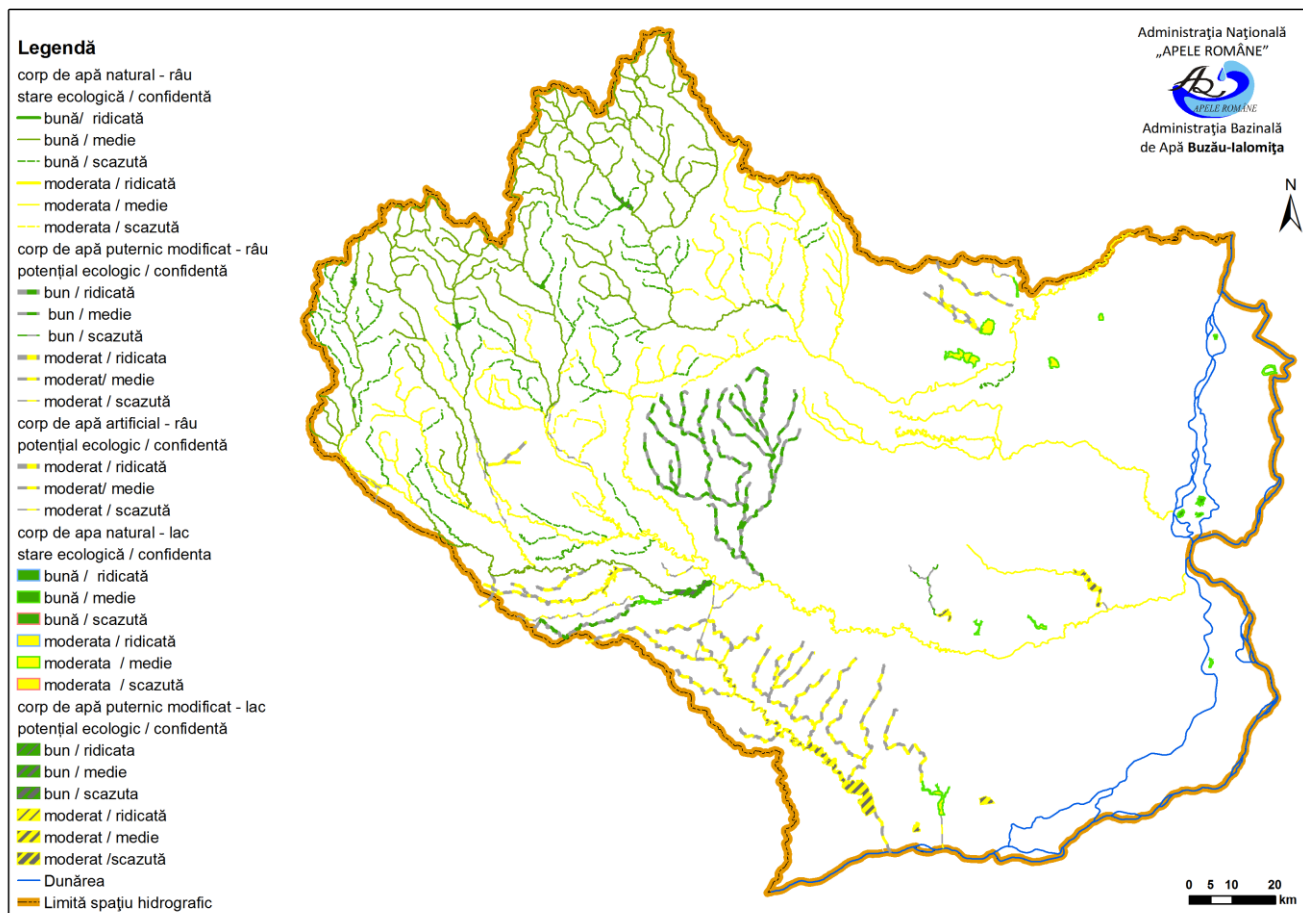 Legendă
corp de apă natural - râu
stare ecologică / confidentă
bună/ ridicată
bună / medie
bună / scazută
moderata / ridicată
moderata / medie
moderata / scazută
corp de apă puternic modificat - râu
potențial ecologic / confidentă
bun / ridicată
bun / medie
bun / scazută
moderat / ridicata
moderat/ medie
moderat / scazută
corp de apă artificial - râu
potențial ecologic / confidentă
moderat / ridicată
moderat/ medie
moderat / scazută
corp de apa natural - lac
stare ecologică / confidenta
bună / ridicată
bună / medie
bună / scazută
moderata / ridicată
moderata / medie
moderata / scazută
corp de apă puternic modificat - lac
potențial ecologic / confidentă
bun / ridicata
bun / medie
bun / scazuta
moderat / ridicată
moderat / medie
moderat /scazută
Dunărea
Limită spaţiu hidrografic
Administraţia Naţională
„APELE ROMÂNE”
APELE ROMÂNE
Administraţia Bazinală
de Apă Buzău-Ialomiţa
N
0 5 10 20
km